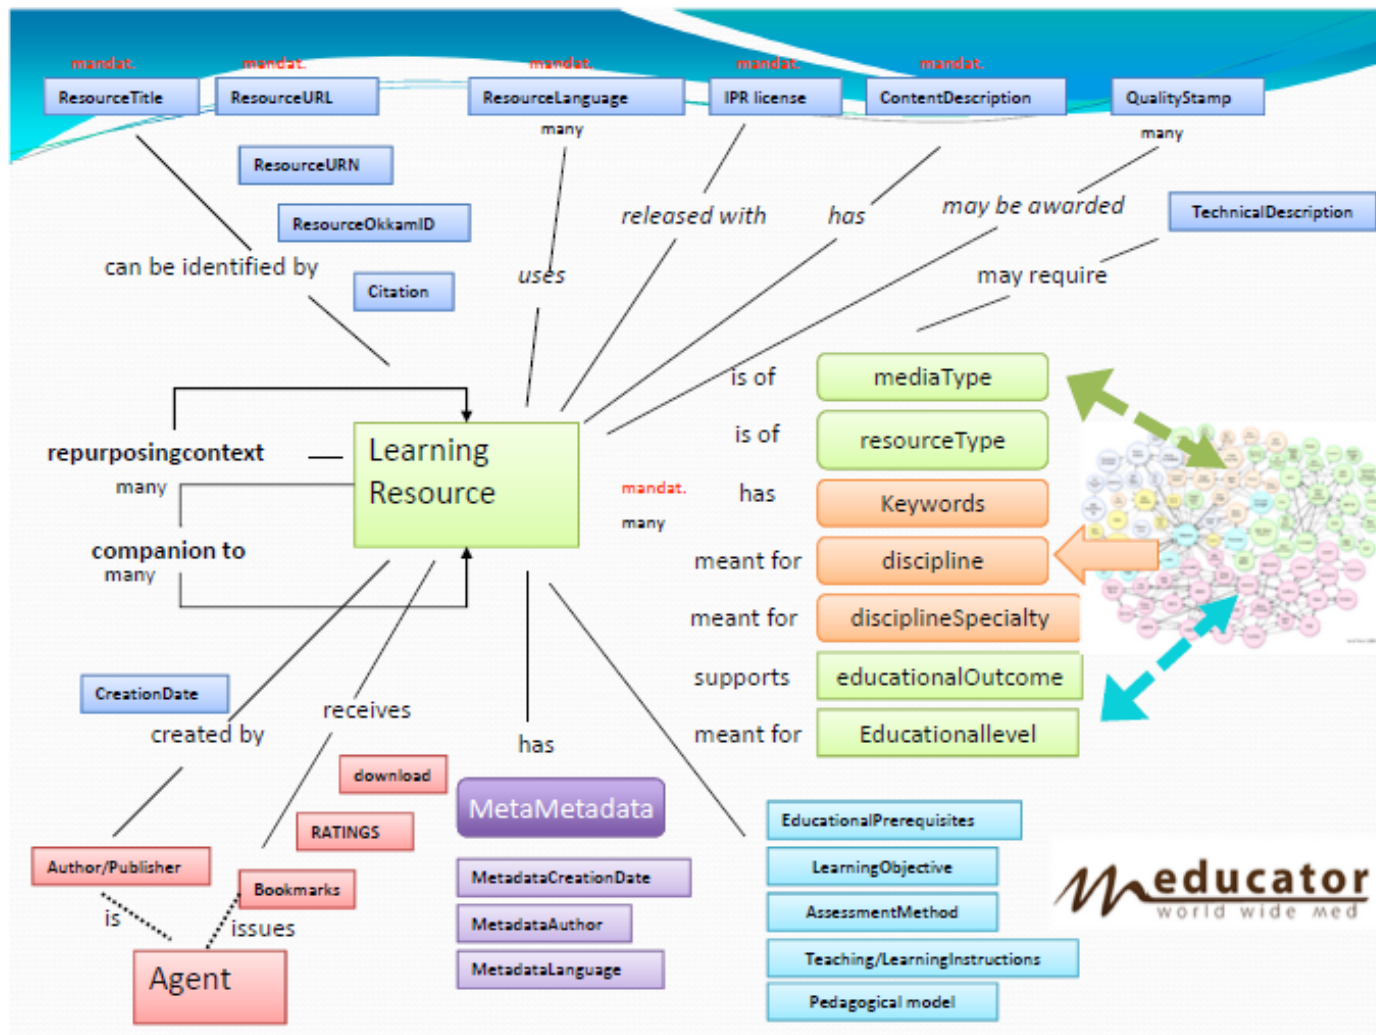 mandat.
mandat.
mandat.
mandat.
mandat.
ResourceTitle
ResourceURL
ResourceLanguage
IPR license
ContentDescription
QualityStamp
many
many
ResourceURN
ResourceOkkamID
Citation
can be identified by
uses
released with
has
may be awarded
TechnicalDescription
may require
is of
mediaType
is of
resourceType
has
Keywords
meant for
discipline
meant for
disciplineSpecialty
supports
educationalOutcome
meant for
Educationallevel
mandat.
many
repurposingcontext
many
companion to
many
Learning
Resource
CreationDate
created by
receives
has
download
RATINGS
Bookmarks
Author/Publisher
is
issues
Agent
MetaMetadata
MetadataCreationDate
MetadataAuthor
MetadataLanguage
EducationalPrerequisites
LearningObjective
AssessmentMethod
Teaching/LearningInstructions
Pedagogical model
meducator
world wide med